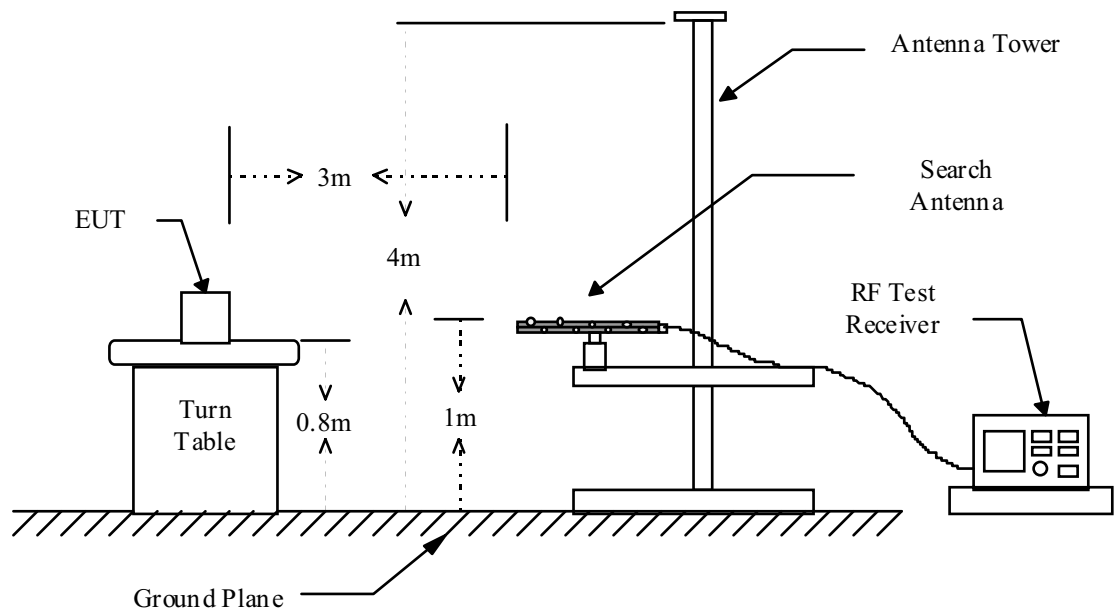 Antenna Tower
3m
Search
Antenna
EUT
4m
RF Test
Receiver
Turn
Table
0.8m
1m
Ground Plane